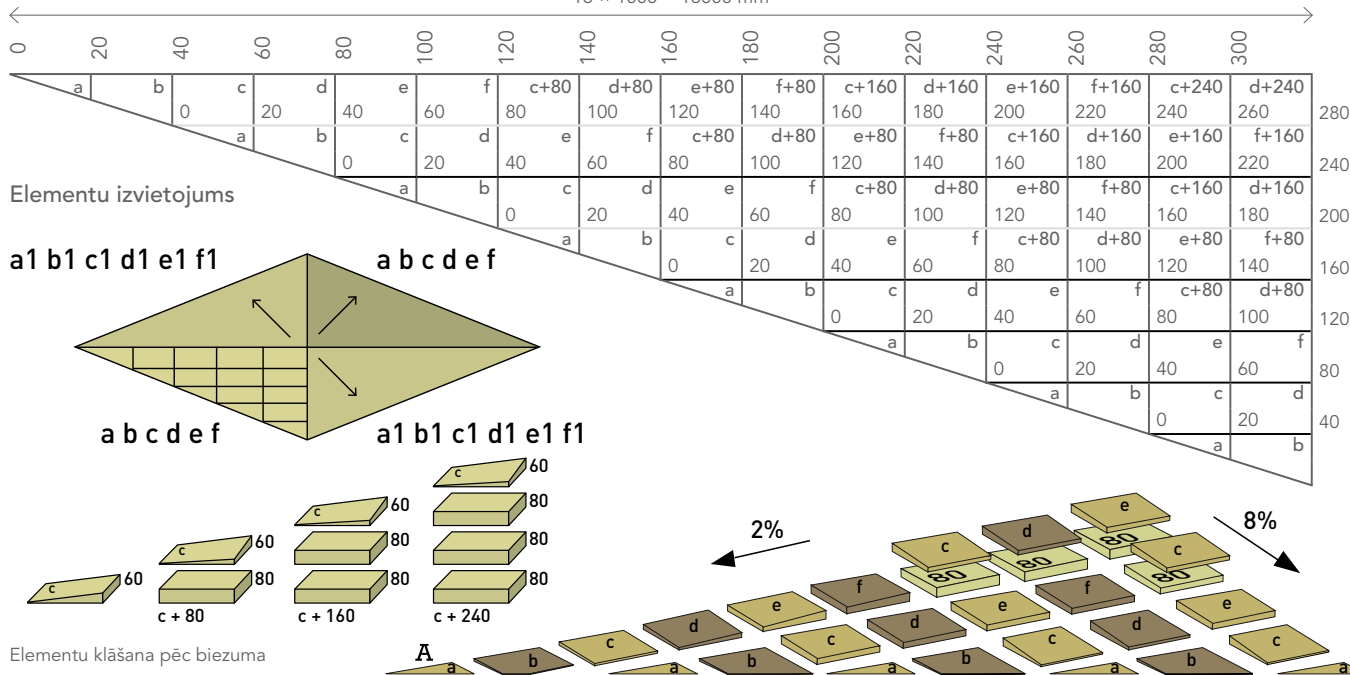 0 20 40 60 80 100 120 140 160 180 200 220 240 260 280 300
a b c d e f c+80 d+80 e+80 f+80 c+160 d+160 e+160 f+160 c+240 d+240
0 20 40 60 80 100 120 140 160 180 200 220 240 260 280
a b c d e f c+80 d+80 e+80 f+80 c+160 d+160 e+160 f+160
0 20 40 60 80 100 120 140 160 180 200 220 240
a b c d e f c+80 d+80 e+80 f+80 c+160 d+160
0 20 40 60 80 100 120 140 160 180 200
a b c d e f c+80 d+80 e+80 f+80
0 20 40 60 80 100 120 140 160
a b c d e f c+80 d+80
0 20 40 60 80 100 120
a b c d e f
0 20 40 60 80
a b c d
0 20 40
a b
Elementu izvietojums
a1 b1 c1 d1 e1 f1
a b c d e f
a b c d e f
a1 b1 c1 d1 e1 f1
c 60
c 60 80
c + 80
c 60 80 80
c + 160
c 60 80 80 80
c + 240
Elementu klāšana pēc biezuma
2%
8%
e
d 80
c 80 c
80 80
f
e e f e
d d d
c c c c
A
a b a b a b a b a